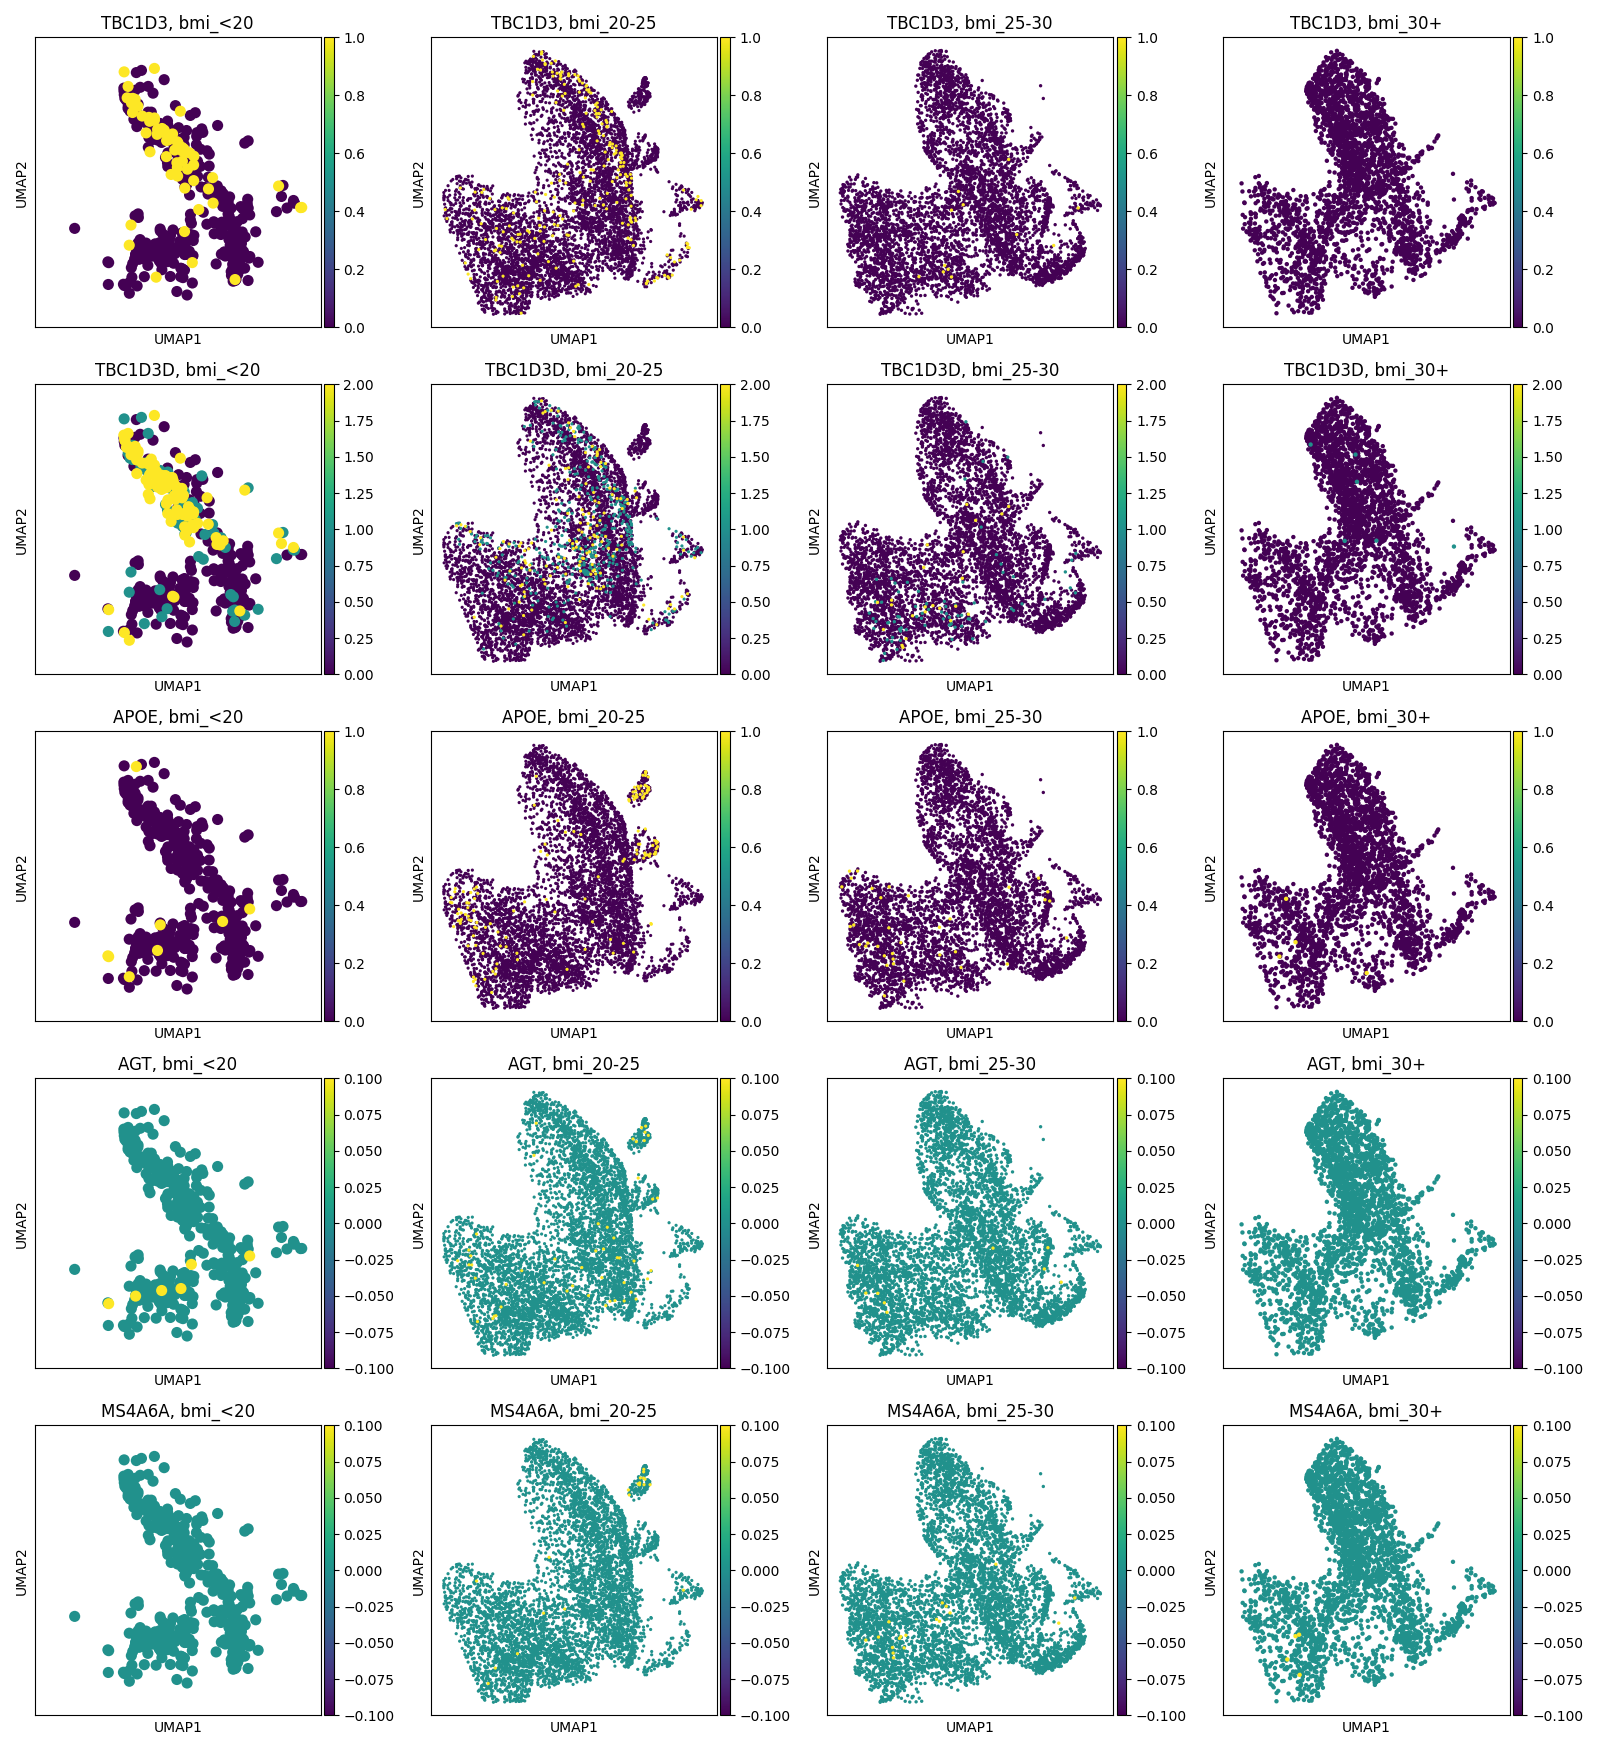 TBC1D3, bmi_<20
TBC1D3, bmi_20-25
TBC1D3, bmi_25-30
TBC1D3, bmi_30+
UMAP2
UMAP1
1.0
0.8
0.6
0.4
0.2
0.0
UMAP2
UMAP1
1.0
0.8
0.6
0.4
0.2
0.0
UMAP2
UMAP1
1.0
0.8
0.6
0.4
0.2
0.0
UMAP2
UMAP1
1.0
0.8
0.6
0.4
0.2
0.0
TBC1D3D, bmi_<20
TBC1D3D, bmi_20-25
TBC1D3D, bmi_25-30
TBC1D3D, bmi_30+
UMAP2
UMAP1
2.00
1.75
1.50
1.25
1.00
0.75
0.50
0.25
0.00
UMAP2
UMAP1
2.00
1.75
1.50
1.25
1.00
0.75
0.50
0.25
0.00
UMAP2
UMAP1
2.00
1.75
1.50
1.25
1.00
0.75
0.50
0.25
0.00
UMAP2
UMAP1
2.00
1.75
1.50
1.25
1.00
0.75
0.50
0.25
0.00
APOE, bmi_<20
APOE, bmi_20-25
APOE, bmi_25-30
APOE, bmi_30+
UMAP2
UMAP1
1.0
0.8
0.6
0.4
0.2
0.0
UMAP2
UMAP1
1.0
0.8
0.6
0.4
0.2
0.0
UMAP2
UMAP1
1.0
0.8
0.6
0.4
0.2
0.0
UMAP2
UMAP1
1.0
0.8
0.6
0.4
0.2
0.0
AGT, bmi_<20
AGT, bmi_20-25
AGT, bmi_25-30
AGT, bmi_30+
UMAP2
UMAP1
0.100
0.075
0.050
0.025
0.000
−0.025
−0.050
−0.075
−0.100
UMAP2
UMAP1
0.100
0.075
0.050
0.025
0.000
−0.025
−0.050
−0.075
−0.100
UMAP2
UMAP1
0.100
0.075
0.050
0.025
0.000
−0.025
−0.050
−0.075
−0.100
UMAP2
UMAP1
0.100
0.075
0.050
0.025
0.000
−0.025
−0.050
−0.075
−0.100
MS4A6A, bmi_<20
MS4A6A, bmi_20-25
MS4A6A, bmi_25-30
MS4A6A, bmi_30+
UMAP2
UMAP1
0.100
0.075
0.050
0.025
0.000
−0.025
−0.050
−0.075
−0.100
UMAP2
UMAP1
0.100
0.075
0.050
0.025
0.000
−0.025
−0.050
−0.075
−0.100
UMAP2
UMAP1
0.100
0.075
0.050
0.025
0.000
−0.025
−0.050
−0.075
−0.100
UMAP2
UMAP1
0.100
0.075
0.050
0.025
0.000
−0.025
−0.050
−0.075
−0.100